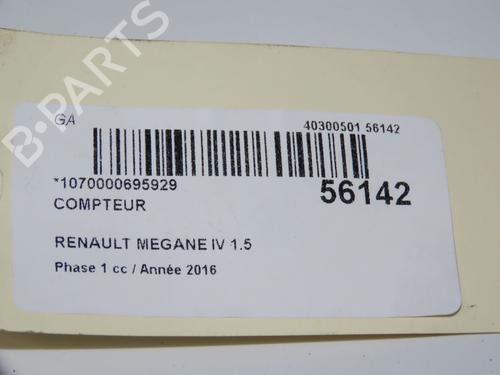 B-PARTS
GA
40300501 56142
*1070000695929
56142
COMPTEUR
RENAULT MEGANE IV 1.5
Phase 1 cc / Année 2016